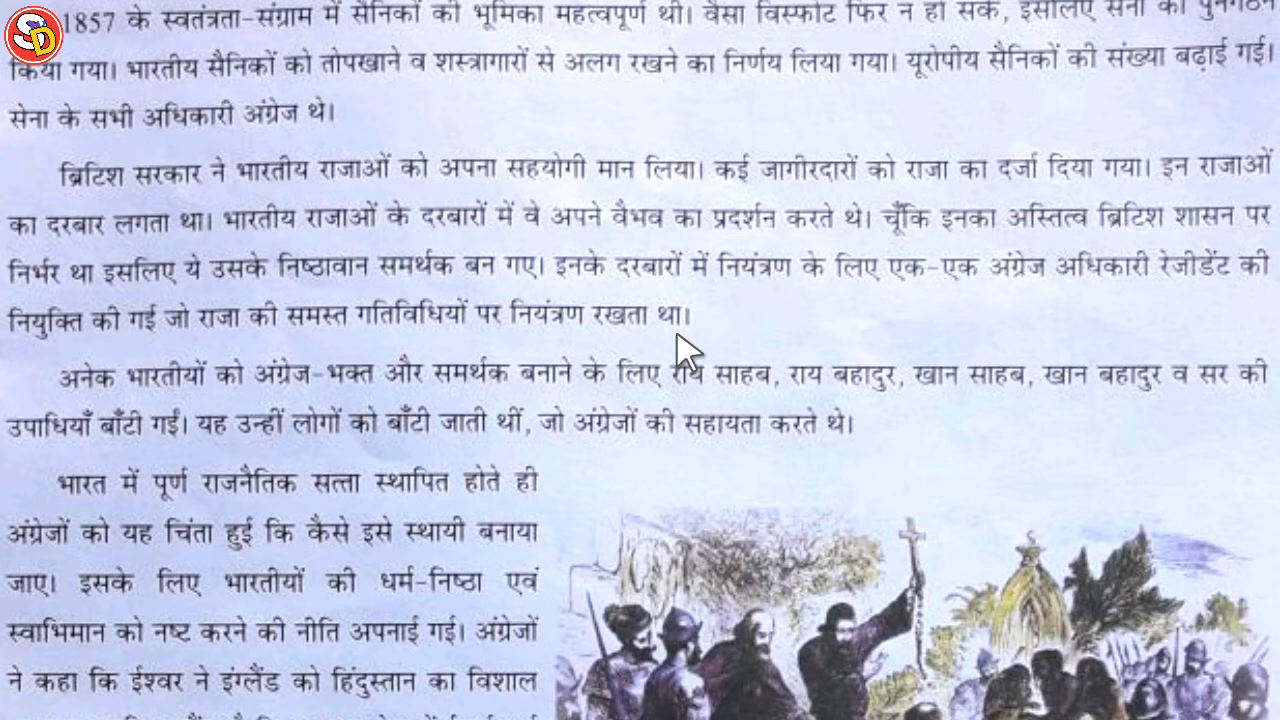 SD
1857 के स्वतंत्रता-संग्राम में सैनिकों की भूमिका महत्वपूर्ण थी। वैसा विस्फोट फिर न हो सके, इसलिए सेना का पुनर्गठन
किया गया। भारतीय सैनिकों को तोपखाने व शस्त्रागारों से अलग रखने का निर्णय लिया गया। यूरोपीय सैनिकों की संख्या बढ़ाई गई।
सेना के सभी अधिकारी अंग्रेज थे।
ब्रिटिश सरकार ने भारतीय राजाओं को अपना सहयोगी मान लिया। कई जागीरदारों को राजा का दर्जा दिया गया। इन राजाओं
का दरबार लगता था। भारतीय राजाओं के दरबारों में वे अपने वैभव का प्रदर्शन करते थे। चूँकि इनका अस्तित्व ब्रिटिश शासन पर
निर्भर था इसलिए ये उसके निष्ठावान समर्थक बन गए। इनके दरबारों में नियंत्रण के लिए एक-एक अंग्रेज अधिकारी रेजीडेंट की
नियुक्ति की गई जो राजा की समस्त गतिविधियों पर नियंत्रण रखता था।
अनेक भारतीयों को अंग्रेज-भक्त और समर्थक बनाने के लिए राय साहब, राय बहादुर, खान साहब, खान बहादुर व सर की
उपाधियाँ बाँटी गईं। यह उन्हीं लोगों को बाँटी जाती थीं, जो अंग्रेजों की सहायता करते थे।
भारत में पूर्ण राजनैतिक सत्ता स्थापित होते ही
अंग्रेजों को यह चिंता हुई कि कैसे इसे स्थायी बनाया
जाए। इसके लिए भारतीयों की धर्म-निष्ठा एवं
स्वाभिमान को नष्ट करने की नीति अपनाई गई। अंग्रेजों
ने कहा कि ईश्वर ने इंग्लैंड को हिंदुस्तान का विशाल